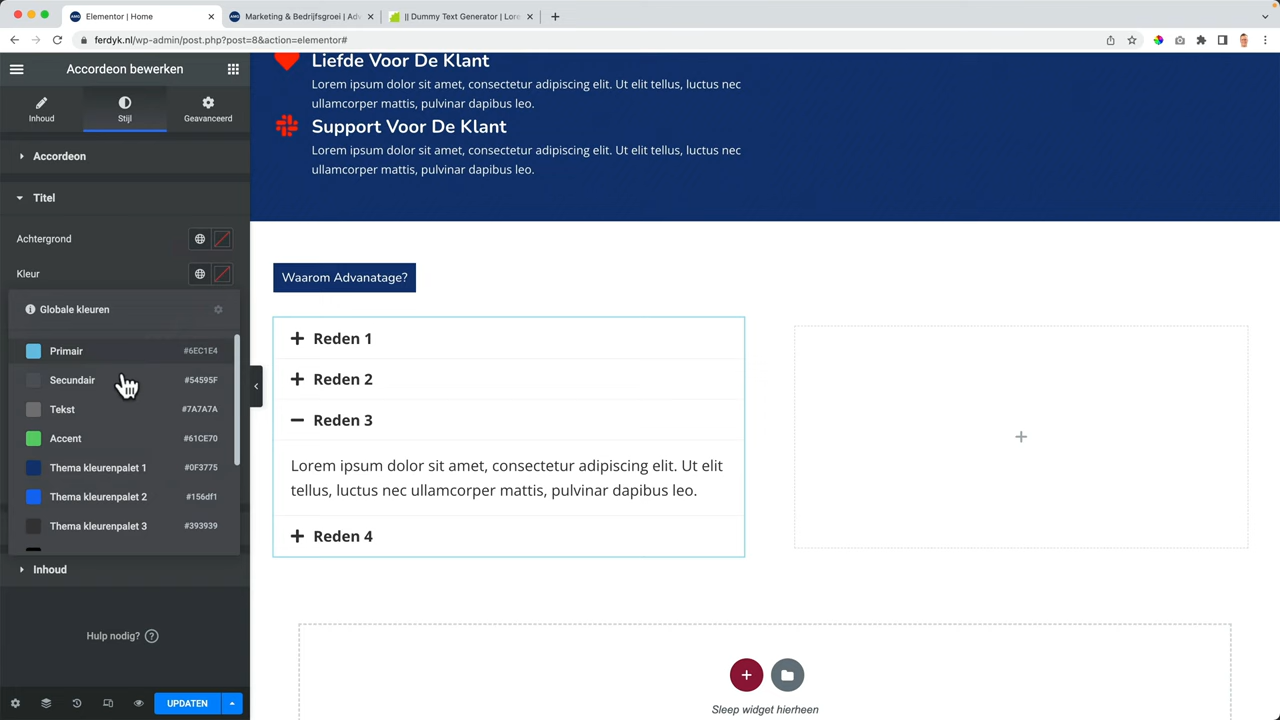 Elementor | Home
Marketing & Bedrijfsgroei | Adv
|| Dummy Text Generator | Lore
ferdyk.nl/wp-admin/post.php?post=8&action=elementor#
Accordeon bewerken
Inhoud
Stijl
Geavanceerd
Accordeon
Titel
Achtergrond
Kleur
Globale kleuren
Primair #6EC1E4
Secundair #54595F
Tekst #7A7A7A
Accent #61CE70
Thema kleurenpalet 1 #0F3775
Thema kleurenpalet 2 #156df1
Thema kleurenpalet 3 #393939
Inhoud
Hulp nodig? ?
UPDATEN
Liefde Voor De Klant
Lorem ipsum dolor sit amet, consectetur adipiscing elit. Ut elit tellus, luctus nec
ullamcorper mattis, pulvinar dapibus leo.
Support Voor De Klant
Lorem ipsum dolor sit amet, consectetur adipiscing elit. Ut elit tellus, luctus nec
ullamcorper mattis, pulvinar dapibus leo.
Waarom Advanatage?
Reden 1
Reden 2
Reden 3
Lorem ipsum dolor sit amet, consectetur adipiscing elit. Ut elit
tellus, luctus nec ullamcorper mattis, pulvinar dapibus leo.
Reden 4
Sleep widget hierheen